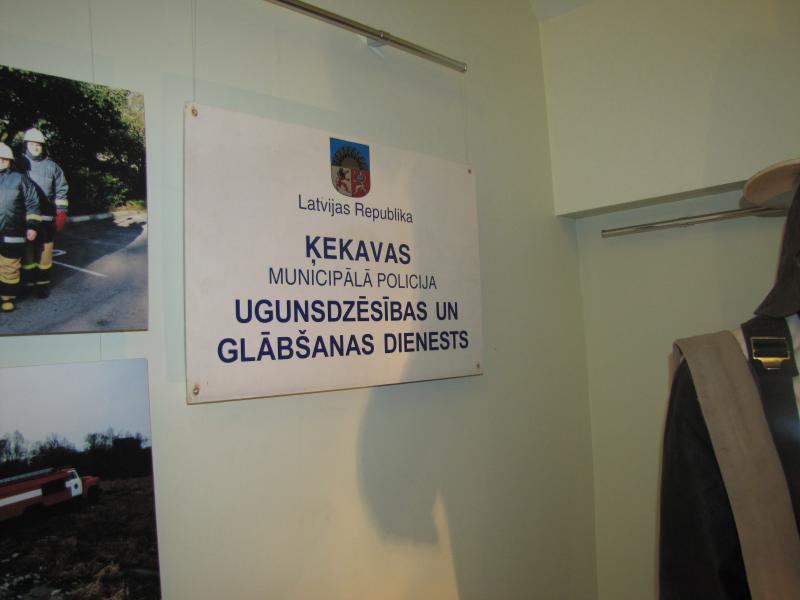 Latvijas Republika
ĶEKAVAS
MUNICIPĀLĀ POLICIJA
UGUNSDZĒSĪBAS UN
GLĀBŠANAS DIENESTS